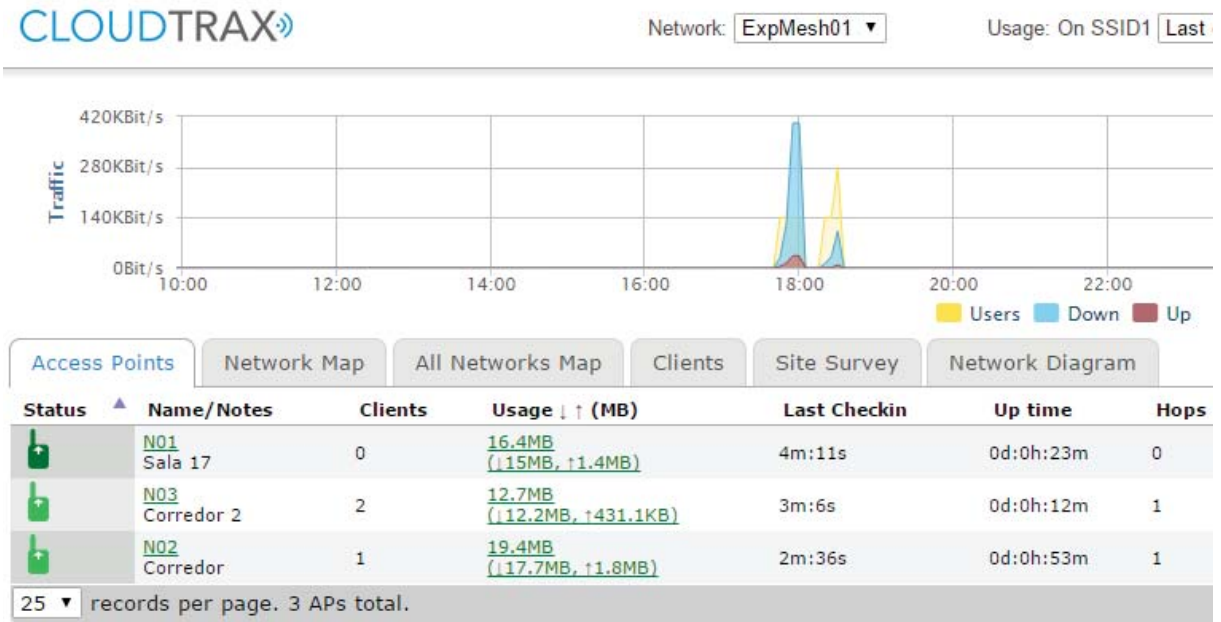 CLOUDTRAX
Network: ExpMesh01 ▼ Usage: On SSID1 Last
420KBit/s
280KBit/s
140KBit/s
0Bit/s
Traffic
10:00 12:00 14:00 16:00 18:00 20:00 22:00
Users Down Up
Access Points Network Map All Networks Map Clients Site Survey Network Diagram
Status ▲ Name/Notes Clients Usage ↓ ↑ (MB) Last Checkin Up time Hops
N01 16.4MB
Sala 17 0 (↓15MB, ↑1.4MB) 4m:11s 0d:0h:23m 0
N03 12.7MB
Corredor 2 2 (↓12.2MB, ↑431.1KB) 3m:6s 0d:0h:12m 1
N02 19.4MB
Corredor 1 (↓17.7MB, ↑1.8MB) 2m:36s 0d:0h:53m 1
25 ▼ records per page. 3 APs total.